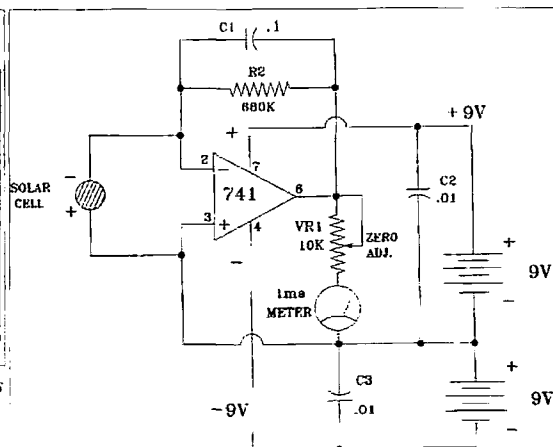 C1 .1
R2
680K
+ +9V
SOLAR
CELL
-
+
2 - 7
741 6
3 + 4
-
C2
.01
VR1
10K
ZERO
ADJ.
1ma
METER
+
9V
-
C3
.01
~9V
+
9V
-